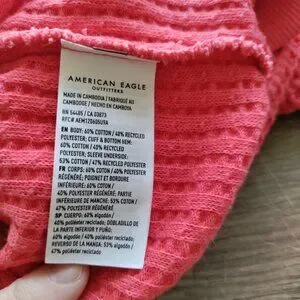 AMERICAN EAGLE
OUTFITTERS
MADE IN CAMBODIA / FABRIQUÉ AU
CAMBODGE / HECHO EN CAMBOYA
RN 54485 / CA 03873
EN BODY: 60% COTTON / 40% RECYCLED
POLYESTER; CUFF & BOTTOM HEM
60% COTTON / 40% RECYCLED
POLYESTER; SLEEVE UNDERSIDE:
53% COTTON / 47% RECYCLED POLYESTER
FR CORPS: 60% COTON / 40% POLYESTER
RÉGÉNÉRÉ; POIGNET ET BORDURE
INFÉRIEURE: 60% COTON /
40% POLYESTER RÉGÉNÉRÉ; PARTIE
INFÉRIEURE DE MANCHE: 53% COTON /
47% POLYESTER RÉGÉNÉRÉ
SP CUERPO: 60% algodón /
40% poliéster reciclado; DOBLADILLO DE
LA PARTE INFERIOR Y PUÑO:
60% algodón / 40% poliéster reciclado;
REVERSO DE LA MANGA: 53% algodón /
47% poliéster reciclado